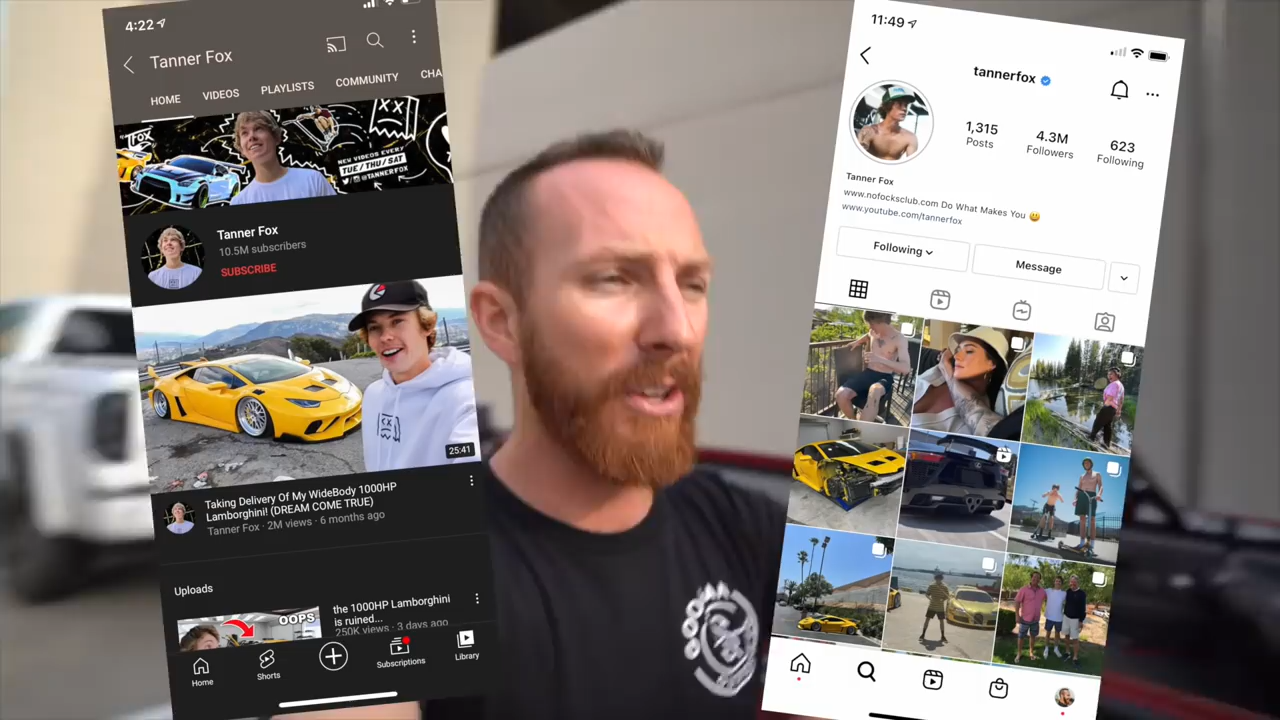 4:22
Tanner Fox
HOME VIDEOS PLAYLISTS COMMUNITY CHA
FOX
NEW VIDEOS EVERY
TUE / THU / SAT
@TANNERFOX
Tanner Fox
10.5M subscribers
SUBSCRIBE
25:41
Taking Delivery Of My WideBody 1000HP
Lamborghini! (DREAM COME TRUE)
Tanner Fox · 2M views · 6 months ago
Uploads
OOPS
the 1000HP Lamborghini
is ruined...
250K views · 3 days ago
Home
Shorts
Subscriptions
Library
11:49
tannerfox
1,315
Posts
4.3M
Followers
623
Following
Tanner Fox
www.nofocksclub.com Do What Makes You 😃
www.youtube.com/tannerfox
Following
Message